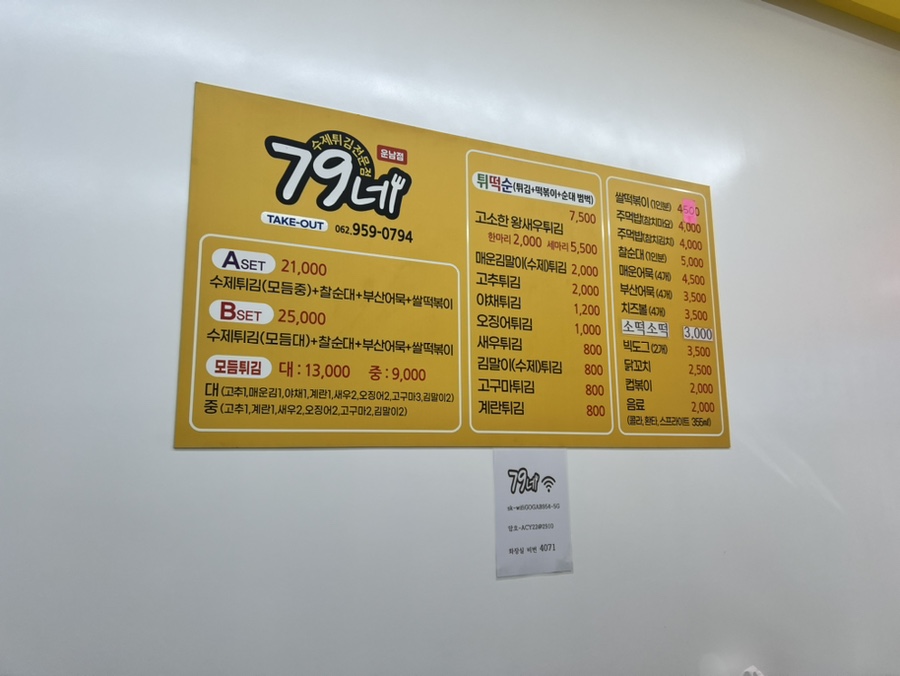 수제튀김전문점
79네
운남점
TAKE-OUT 062.959-0794
A SET 21,000
수제튀김(모듬중)+찰순대+부산어묵+쌀떡볶이
B SET 25,000
수제튀김(모듬대)+찰순대+부산어묵+쌀떡볶이
모듬튀김 대 : 13,000 중 : 9,000
대 (고추1,매운김1,야채1,계란1,새우2,오징어2,고구마3,김말이2)
중 (고추1,계란1,새우2,오징어2,고구마2,김말이2)
튀떡순(튀김+떡볶이+순대 범벅)
7,500
고소한 왕새우튀김
한마리 2,000 세마리 5,500
매운김말이(수제)튀김 2,000
고추튀김 2,000
야채튀김 1,200
오징어튀김 1,000
새우튀김 800
김말이(수제)튀김 800
고구마튀김 800
계란튀김 800
쌀떡볶이 (1인분)
주먹밥(참치마요) 4,000
주먹밥(참치김치) 4,000
찰순대 (1인분) 5,000
매운어묵 (4개) 4,500
부산어묵 (4개) 3,500
치즈볼 (4개) 3,500
소떡소떡 3,000
빅도그 (2개) 3,500
닭꼬치 2,500
컵볶이 2,000
음료 2,000
(콜라, 환타, 스프라이트 355ml)
79네
화장실 비번 4071